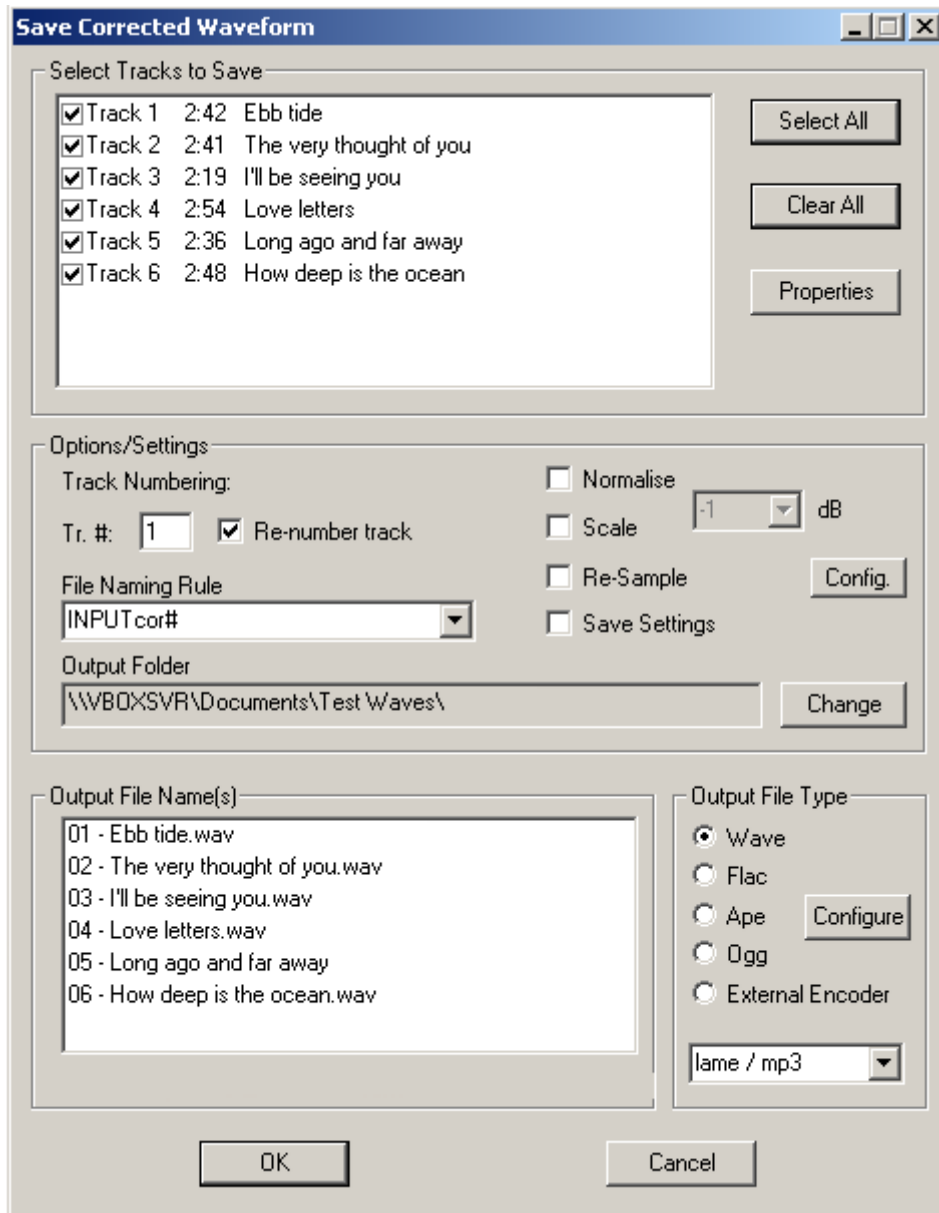 Save Corrected Waveform
Select Tracks to Save
Track 1 2:42 Ebb tide
Track 2 2:41 The very thought of you
Track 3 2:19 I'll be seeing you
Track 4 2:54 Love letters
Track 5 2:36 Long ago and far away
Track 6 2:48 How deep is the ocean
Select All
Clear All
Properties
Options/Settings
Track Numbering:
Tr. #: 1 Re-number track
File Naming Rule
INPUTcor#
Normalise
Scale
-1 dB
Re-Sample
Config.
Save Settings
Output Folder
\\VBOXSVR\Documents\Test Waves\
Change
Output File Name(s)
01 - Ebb tide.wav
02 - The very thought of you.wav
03 - I'll be seeing you.wav
04 - Love letters.wav
05 - Long ago and far away
06 - How deep is the ocean.wav
Output File Type
Wave
Flac
Ape
Configure
Ogg
External Encoder
lame / mp3
OK
Cancel